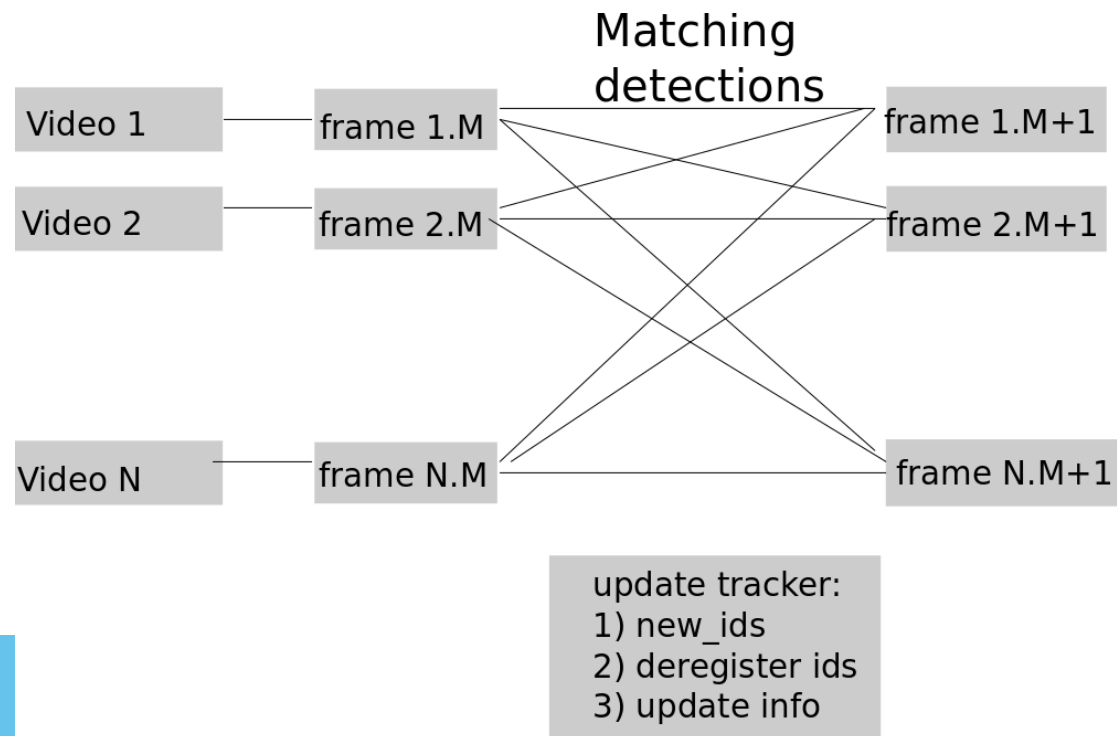 Matching
detections
Video 1
frame 1.M
frame 1.M+1
Video 2
frame 2.M
frame 2.M+1
Video N
frame N.M
frame N.M+1
update tracker:
1) new_ids
2) deregister ids
3) update info